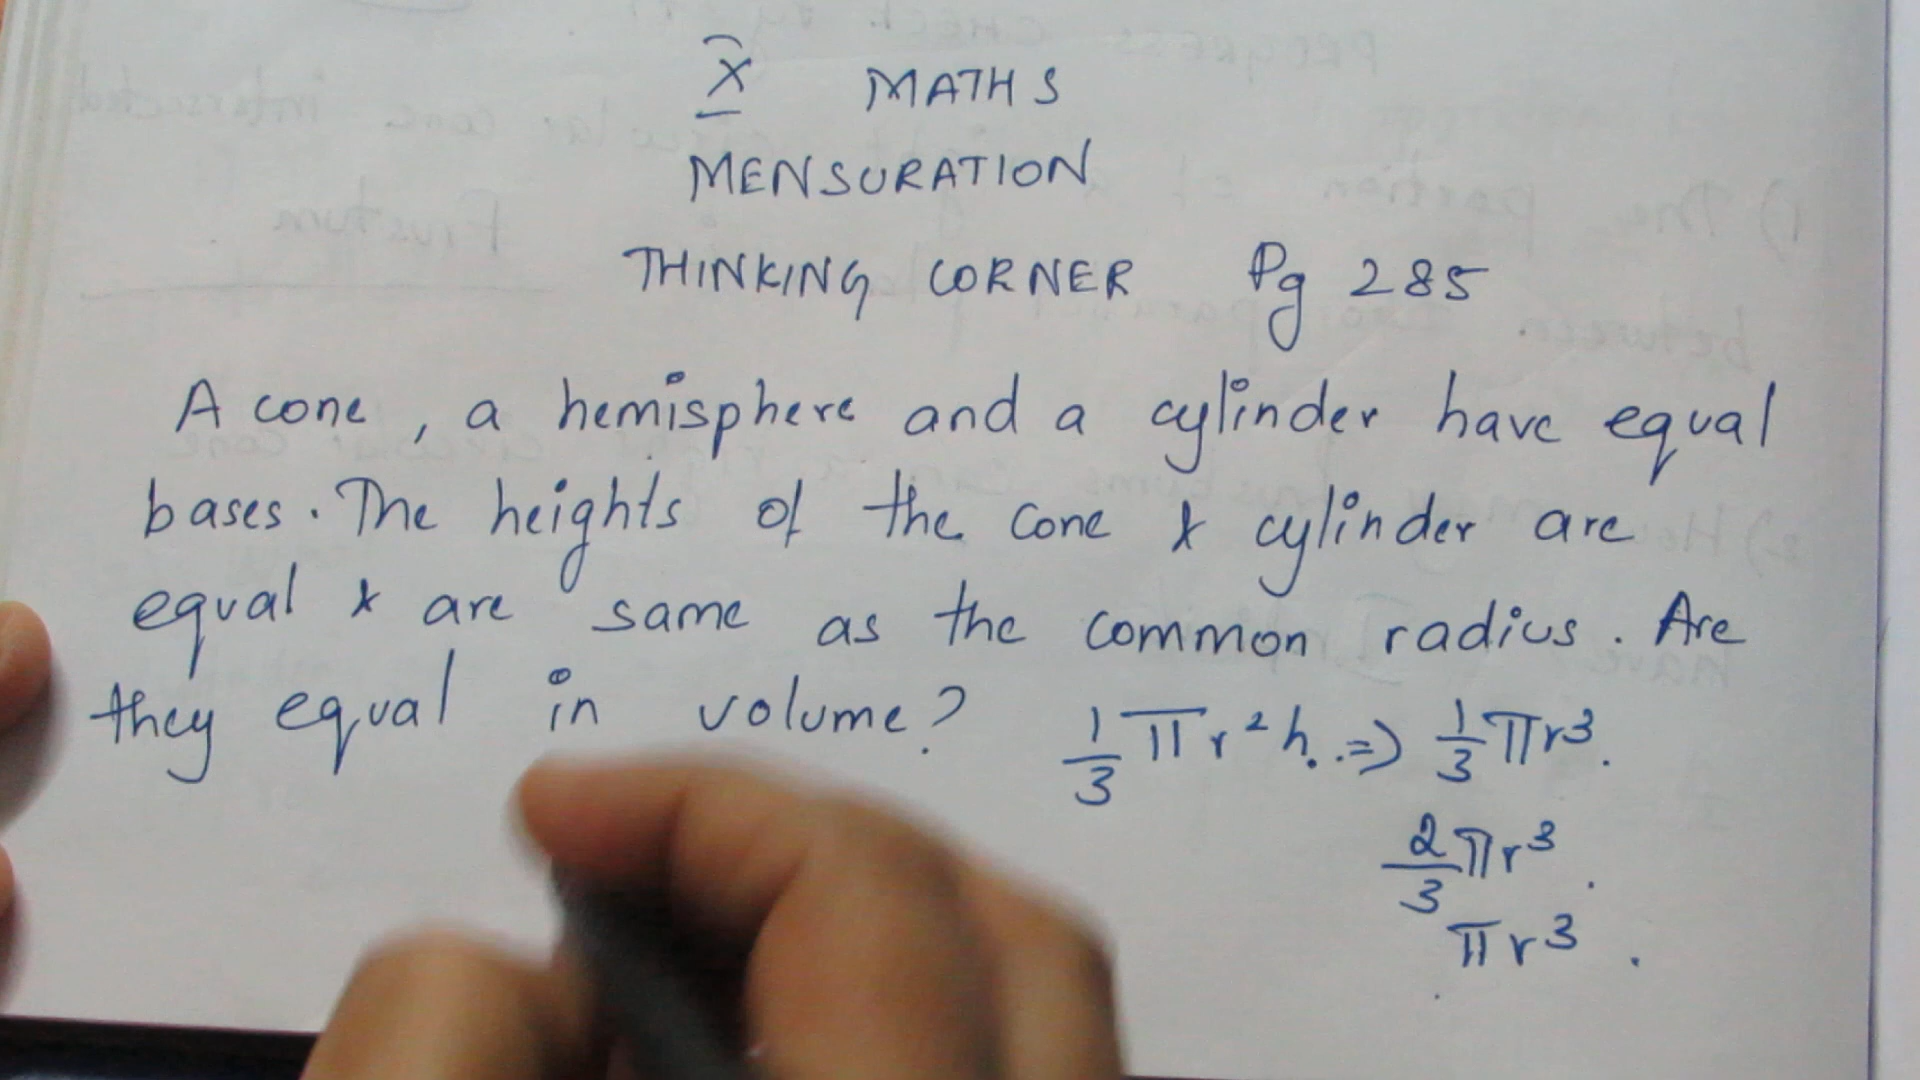 X MATHS
MENSURATION
THINKING CORNER Pg 285
A cone, a hemisphere and a cylinder have equal
bases. The heights of the cone & cylinder are
equal & are same as the common radius. Are
they equal in volume? 1/3 πr²h. => 1/3 πr³.
2/3 πr³.
πr³.